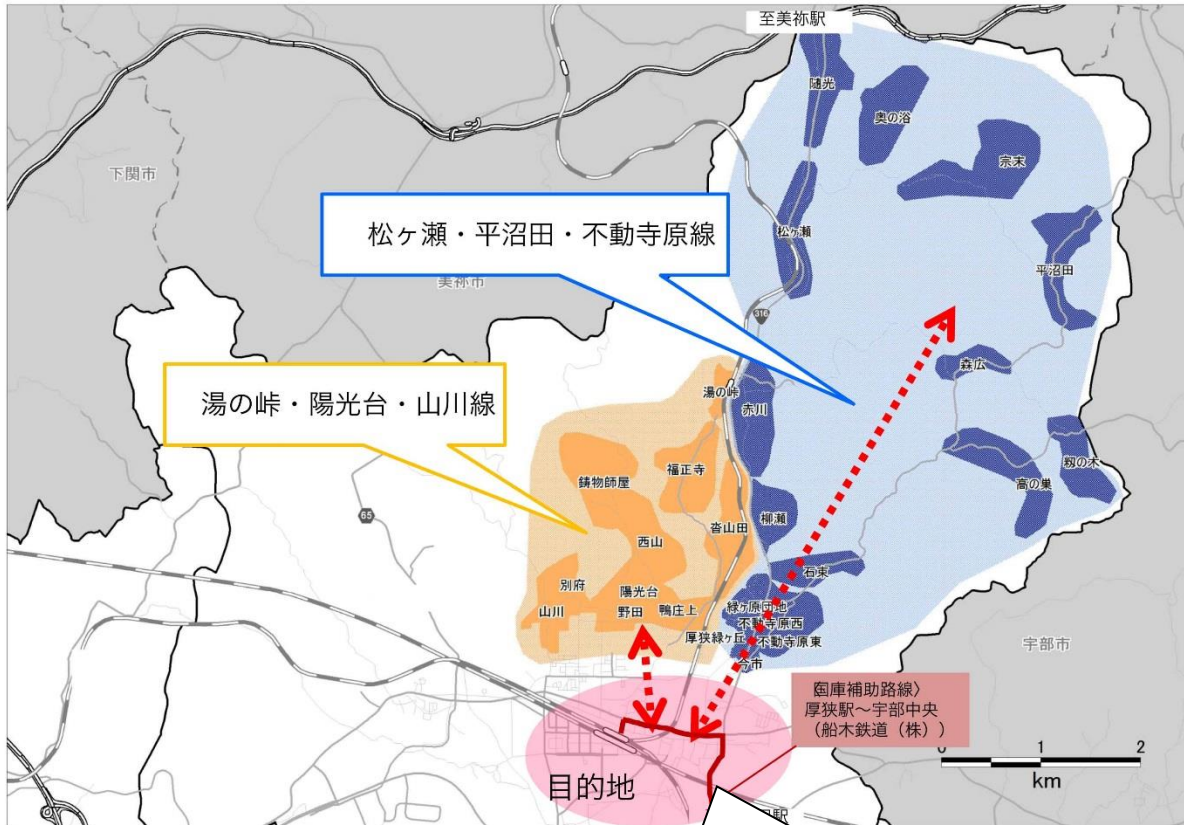 至美祢駅
随光
奥の浴
宗末
下関市
松ヶ瀬・平沼田・不動寺原線
松ヶ瀬
平沼田
美祢市
316
森広
湯の峠
赤川
湯の峠・陽光台・山川線
福正寺
鋳物師屋
籾の木
高の巣
65
柳瀬
沓山田
西山
石束
別府
陽光台
山川
野田
鴨庄上
緑ヶ原団地
不動寺原西
厚狭緑ヶ丘
不動寺原東
今市
宇部市
国庫補助路線〉
厚狭駅～宇部中央
（船木鉄道（株））
目的地
0 1 2
km
駅